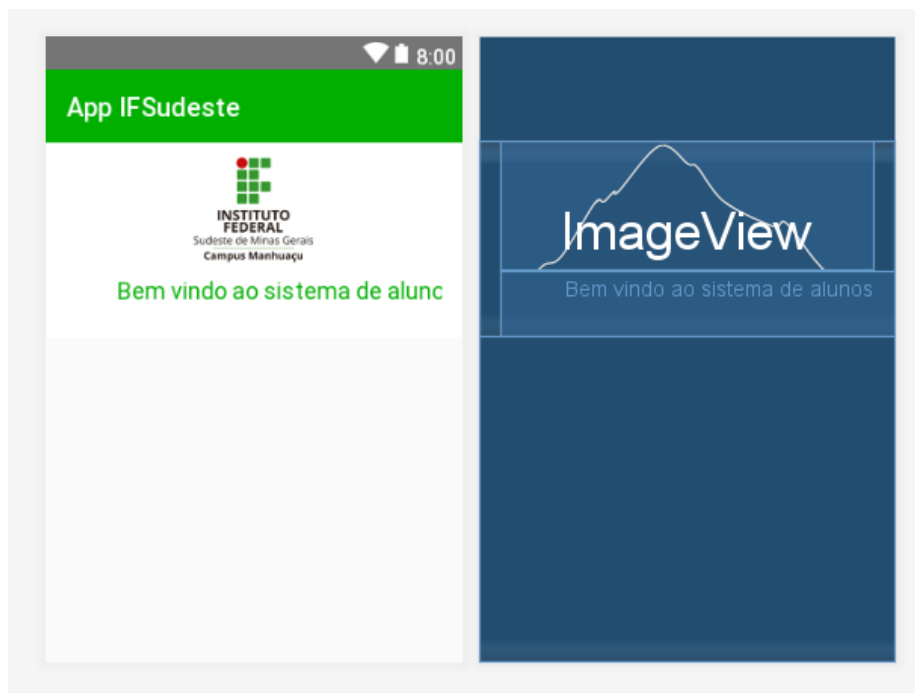 8:00
App IFSudeste
INSTITUTO
FEDERAL
Sudeste de Minas Gerais
Campus Manhuaçu
Bem vindo ao sistema de alunc
ImageView
Bem vindo ao sistema de alunos